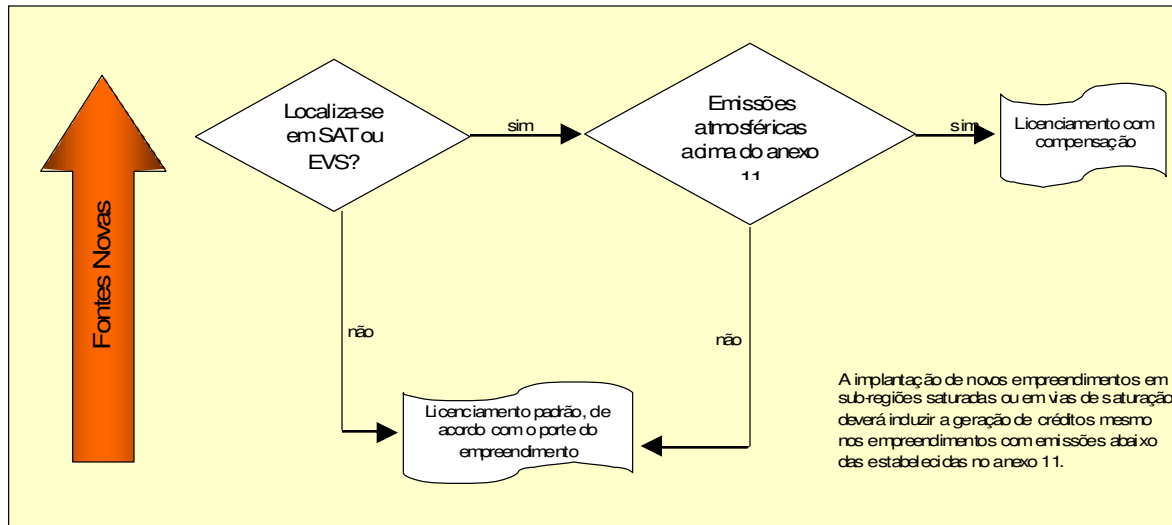 Fontes Novas
Localiza-se
em SAT ou
EVS?
sim
Emissões
atmosféricas
acima do anexo
11
sim
Licenciamento com
compensação
não
não
Licenciamento padrão, de
acordo com o porte do
empreendimento
A implantação de novos empreendimentos em
sub-regiões saturadas ou em vias de saturação
deverá induzir a geração de créditos mesmo
nos empreendimentos com emissões abaixo
das estabelecidas no anexo 11.